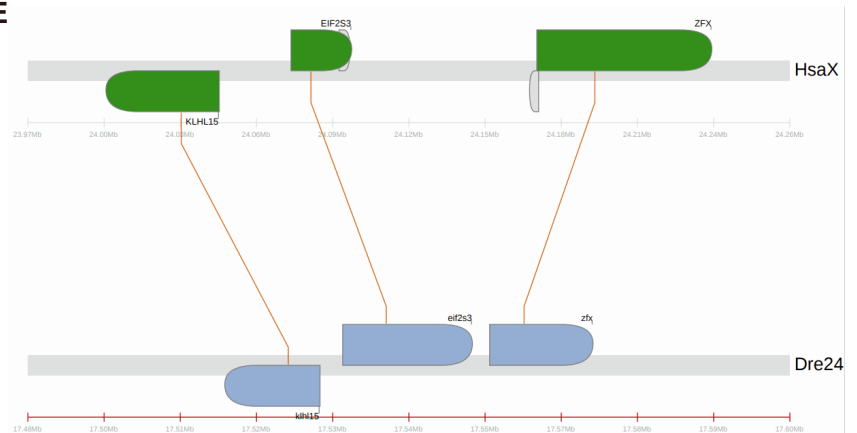 E
EIF2S3
ZFX
HsaX
KLHL15
23.97Mb 24.00Mb 24.03Mb 24.06Mb 24.09Mb 24.12Mb 24.15Mb 24.18Mb 24.21Mb 24.24Mb 24.26Mb
eif2s3
zfx
Dre24
klhl15
17.48Mb 17.50Mb 17.51Mb 17.52Mb 17.53Mb 17.54Mb 17.55Mb 17.57Mb 17.58Mb 17.59Mb 17.60Mb